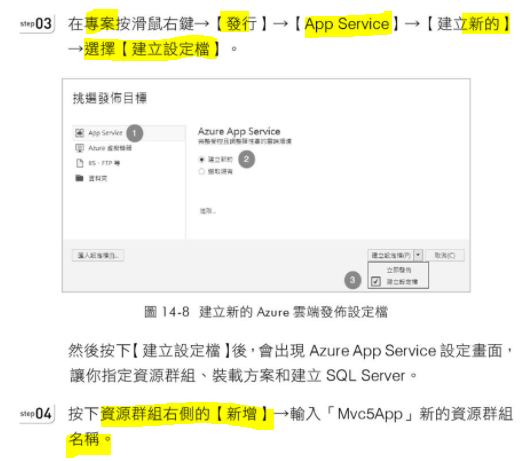 step03 在專案按滑鼠右鍵→【發行】→【App Service】→【建立新的】
→選擇【建立設定檔】。
挑選發佈目標
App Service 1
Azure 虛擬機器
IIS、FTP 等
資料夾
Azure App Service
建立新的 2
選取現有
進階...
匯入設定檔(I)...
建立設定檔(P) 取消(C)
立即發佈
3 建立設定檔
圖 14-8 建立新的 Azure 雲端發佈設定檔
然後按下【建立設定檔】後，會出現 Azure App Service 設定畫面，
讓你指定資源群組、裝載方案和建立 SQL Server。
step04 按下資源群組右側的【新增】→輸入「Mvc5App」新的資源群組
名稱。